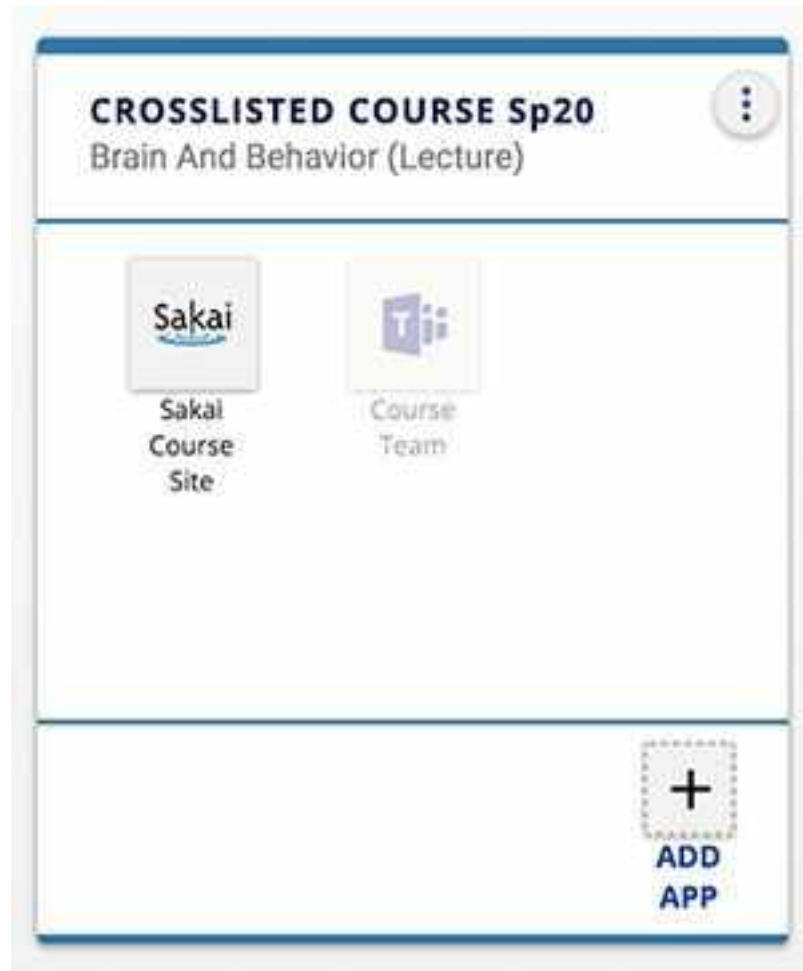 CROSSLISTED COURSE Sp20
Brain And Behavior (Lecture)
Sakai
T
Sakai
Course
Site
Course
Team
+
ADD
APP